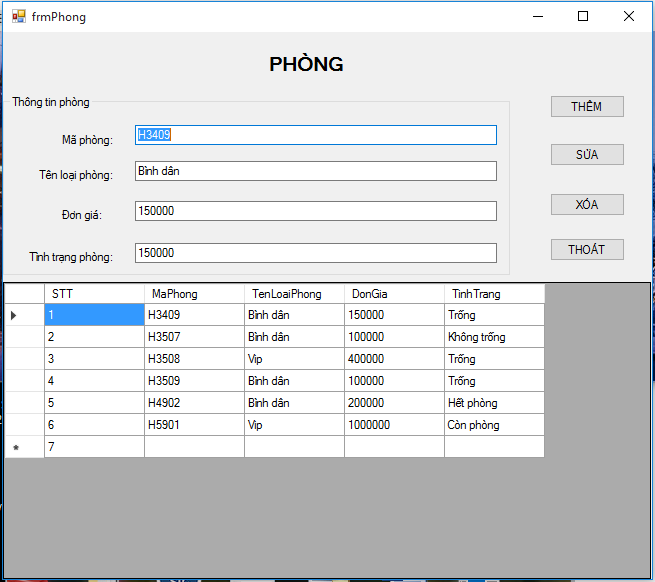 frmPhong
PHÒNG
Thông tin phòng
Mã phòng: H3409
Tên loại phòng: Bình dân
Đơn giá: 150000
Tình trạng phòng: 150000
THÊM
SỬA
XÓA
THOÁT
STT MaPhong TenLoaiPhong DonGia TinhTrang
1 H3409 Bình dân 150000 Trống
2 H3507 Bình dân 100000 Không trống
3 H3508 Vip 400000 Trống
4 H3509 Bình dân 100000 Trống
5 H4902 Bình dân 200000 Hết phòng
6 H5901 Vip 1000000 Còn phòng
7